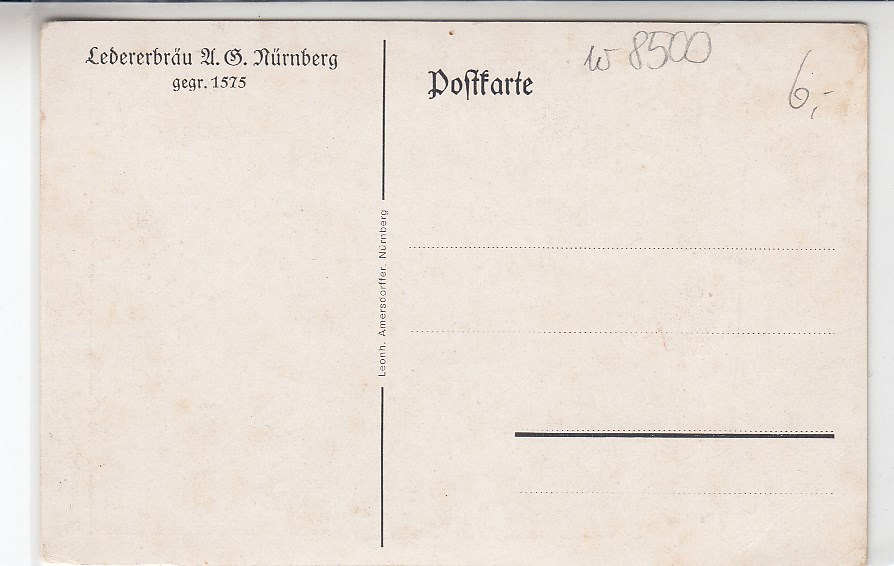 Ledererbräu A. G. Nürnberg
gegr. 1575
Postkarte
w 8500
6,-
Leonh. Amersdorffer, Nürnberg